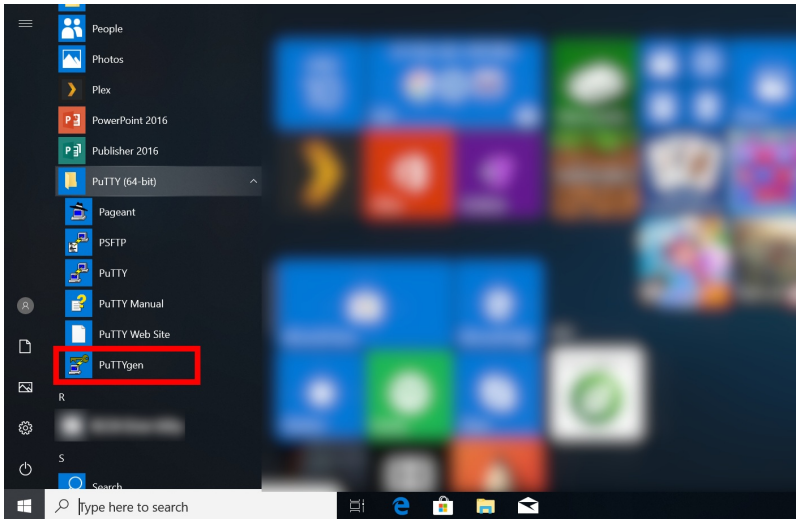 People
Photos
Plex
PowerPoint 2016
Publisher 2016
PuTTY (64-bit)
Pageant
PSFTP
PuTTY
PuTTY Manual
PuTTY Web Site
PuTTYgen
R
S
Search
Type here to search